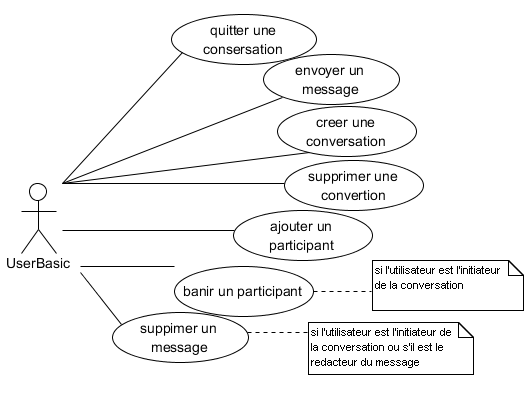 quitter une
consersation
envoyer un
message
creer une
conversation
supprimer une
convertion
ajouter un
participant
UserBasic
banir un participant
si l'utilisateur est l'initiateur
de la conversation
suppimer un
message
si l'utilisateur est l'initiateur de
la conversation ou s'il est le
redacteur du message